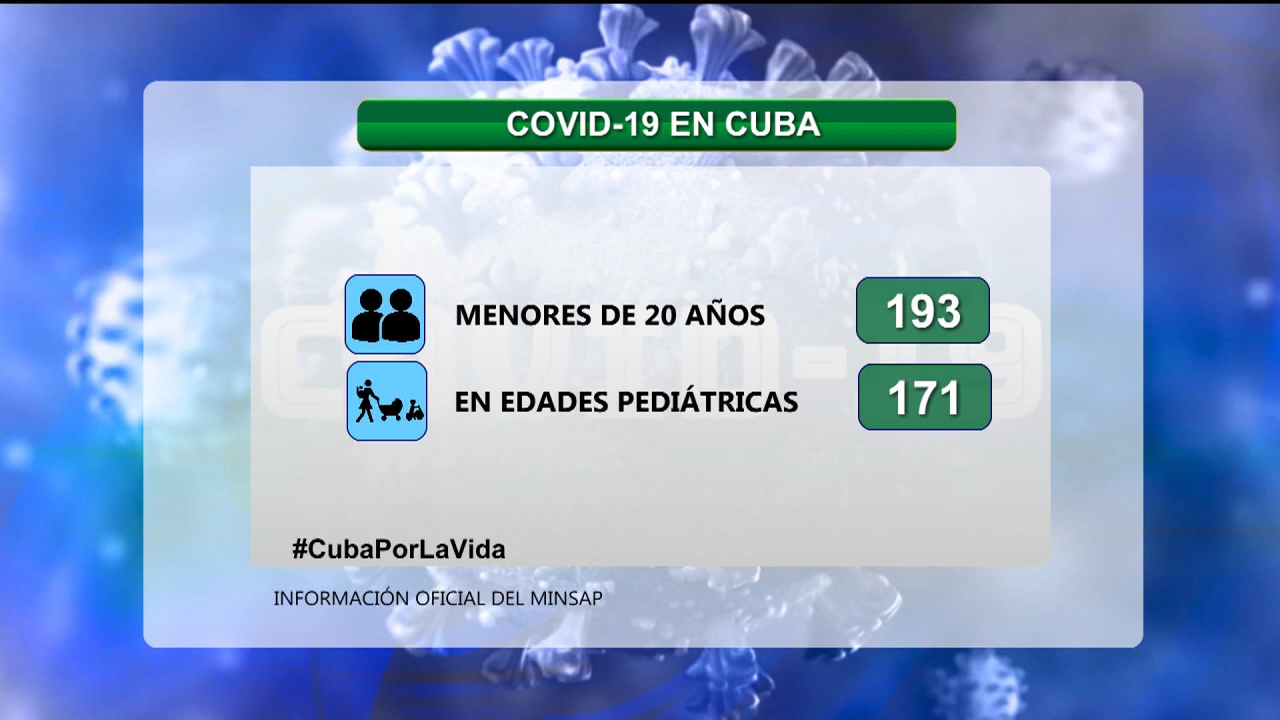 COVID-19 EN CUBA
MENORES DE 20 AÑOS 193
EN EDADES PEDIÁTRICAS 171
#CubaPorLaVida
INFORMACIÓN OFICIAL DEL MINSAP